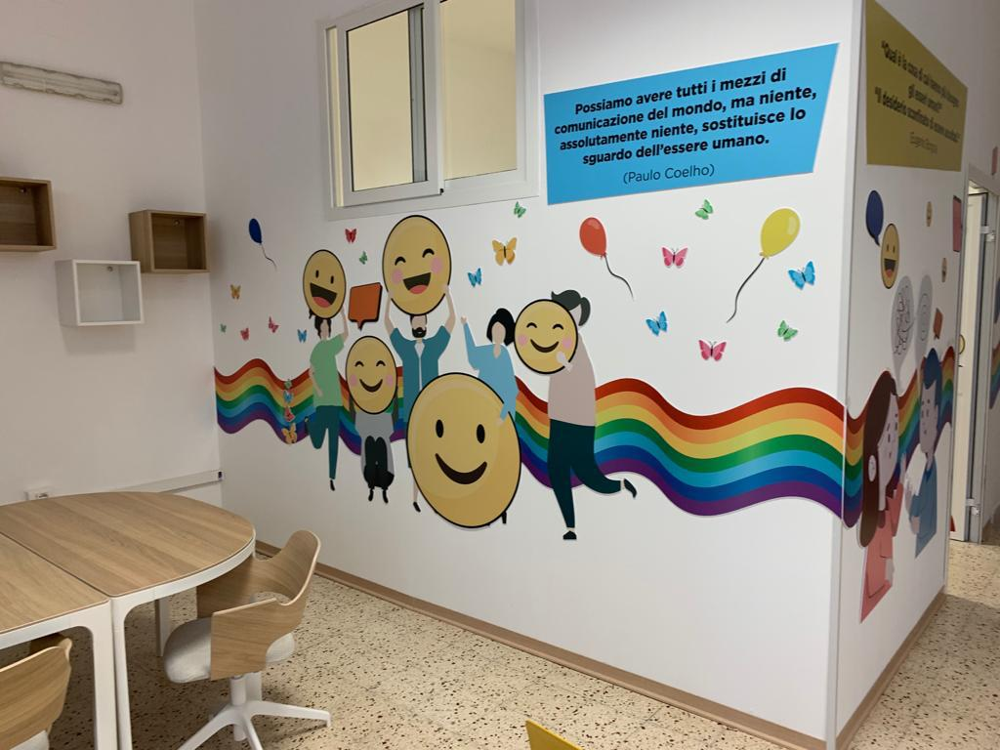 Possiamo avere tutti i mezzi di
comunicazione del mondo, ma niente,
assolutamente niente, sostituisce lo
sguardo dell'essere umano.
(Paulo Coelho)
"Qual è la cosa di cui hanno più bisogno
gli esseri umani?"
"Il desiderio sconfinato di essere ascoltati"
(Eugenio Borgna)